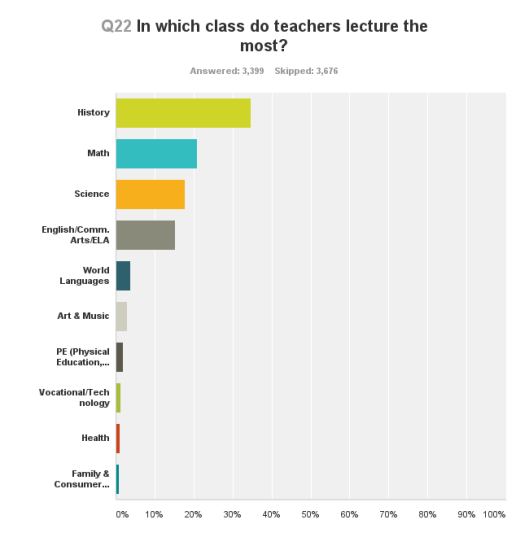 Q22 In which class do teachers lecture the
most?
Answered: 3,399 Skipped: 3,676
History
Math
Science
English/Comm.
Arts/ELA
World
Languages
Art & Music
PE (Physical
Education,...
Vocational/Tech
nology
Health
Family &
Consumer...
0% 10% 20% 30% 40% 50% 60% 70% 80% 90% 100%